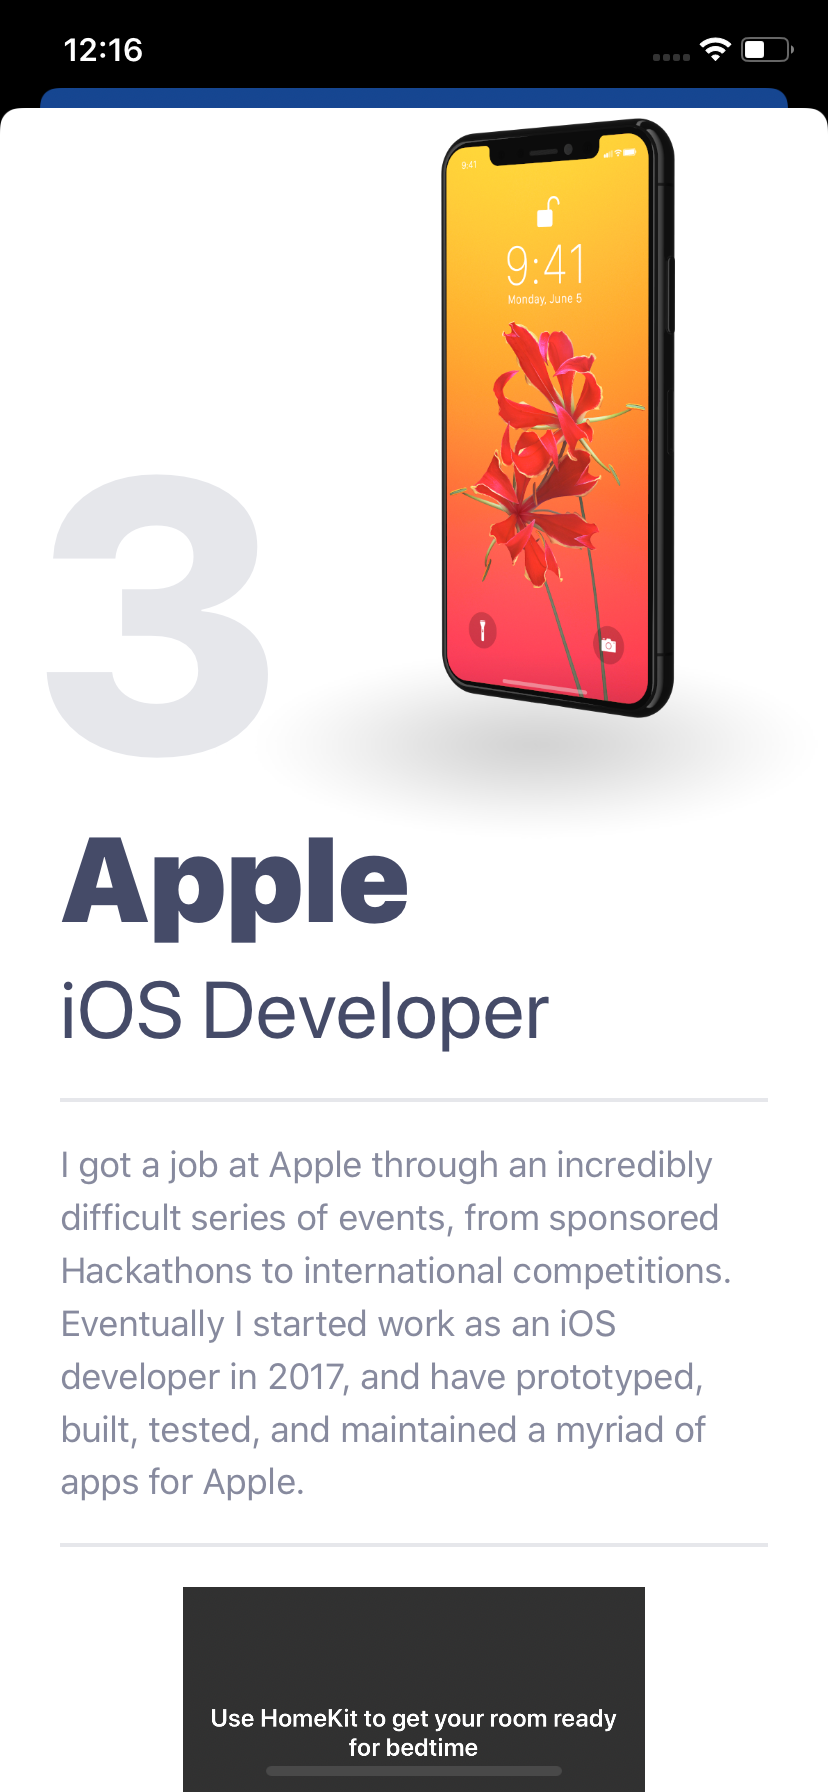 12:16
9:41
9:41
Monday, June 5
3
Apple
iOS Developer
I got a job at Apple through an incredibly
difficult series of events, from sponsored
Hackathons to international competitions.
Eventually I started work as an iOS
developer in 2017, and have prototyped,
built, tested, and maintained a myriad of
apps for Apple.
Use HomeKit to get your room ready
for bedtime